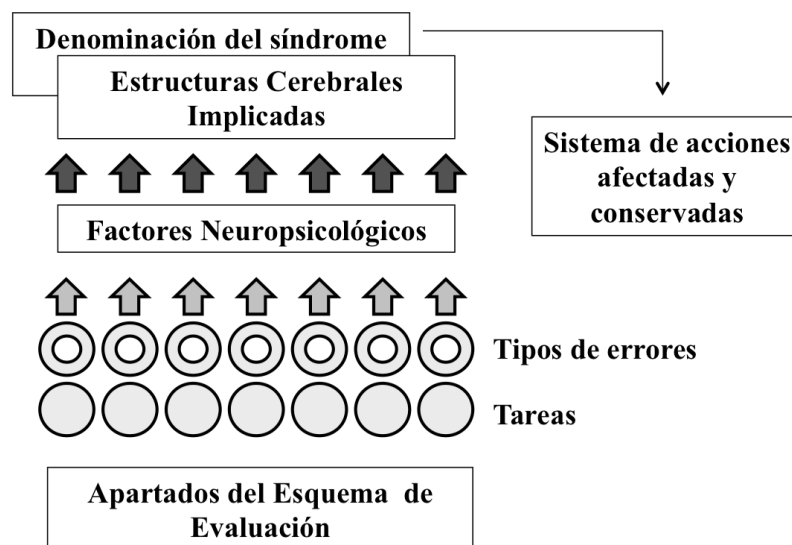 Denominación del síndrome
Estructuras Cerebrales
Implicadas
Sistema de acciones
afectadas y
conservadas
Factores Neuropsicológicos
Tipos de errores
Tareas
Apartados del Esquema de
Evaluación